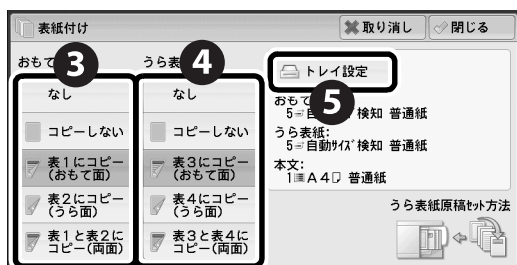 表紙付け
取り消し
閉じる
おもて
3
なし
コピーしない
表1にコピー
(おもて面)
表2にコピー
(うら面)
表1と表2に
コピー(両面)
うら表
4
なし
コピーしない
表3にコピー
(おもて面)
表4にコピー
(うら面)
表3と表4に
コピー(両面)
トレイ設定
5
おもて
5 検知 普通紙
うら表紙:
5 自動サイズ検知 普通紙
本文:
1 A4 普通紙
うら表紙原稿セット方法